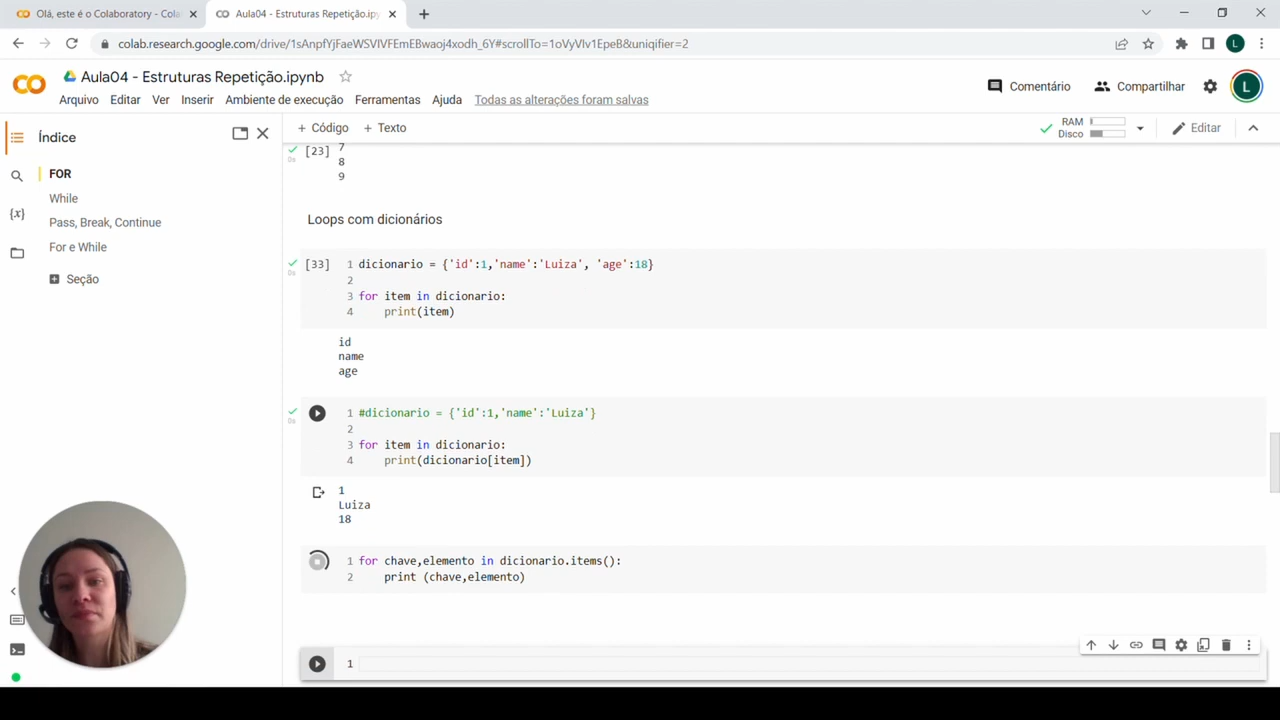 Olá, este é o Colaboratory - Cola
Aula04 - Estruturas Repetição.ipyn
colab.research.google.com/drive/1sAnpfYjFaeWSVIVFEmEBwaoj4xodh_6Y#scrollTo=1oVyVIv1EpeB&uniqifier=2
L
Aula04 - Estruturas Repetição.ipynb
Comentário
Compartilhar
L
Arquivo Editar Ver Inserir Ambiente de execução Ferramentas Ajuda Todas as alterações foram salvas
Índice
+ Código + Texto
RAM
Disco
Editar
FOR
While
Pass, Break, Continue
For e While
Seção
{x}
[23] 7
0s
8
9
Loops com dicionários
[33] 1 dicionario = {'id':1,'name':'Luiza', 'age':18}
0s
2
3 for item in dicionario:
4 print(item)
id
name
age
1 #dicionario = {'id':1,'name':'Luiza'}
0s
2
3 for item in dicionario:
4 print(dicionario[item])
1
Luiza
18
1 for chave,elemento in dicionario.items():
2 print (chave,elemento)
1